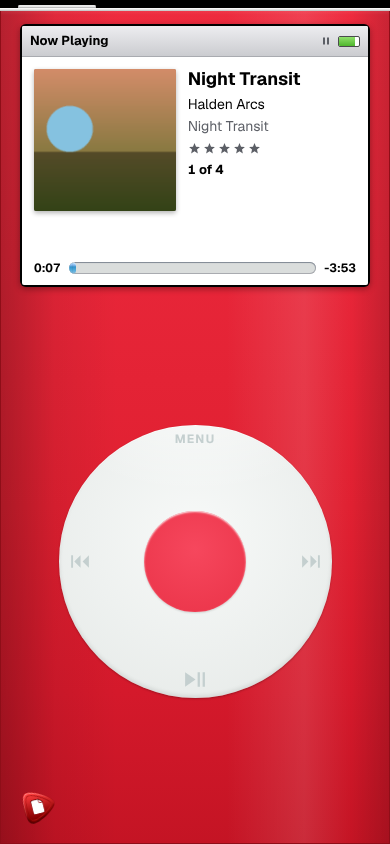 Now Playing
Night Transit
Halden Arcs
Night Transit
1 of 4
0:07
-3:53
MENU